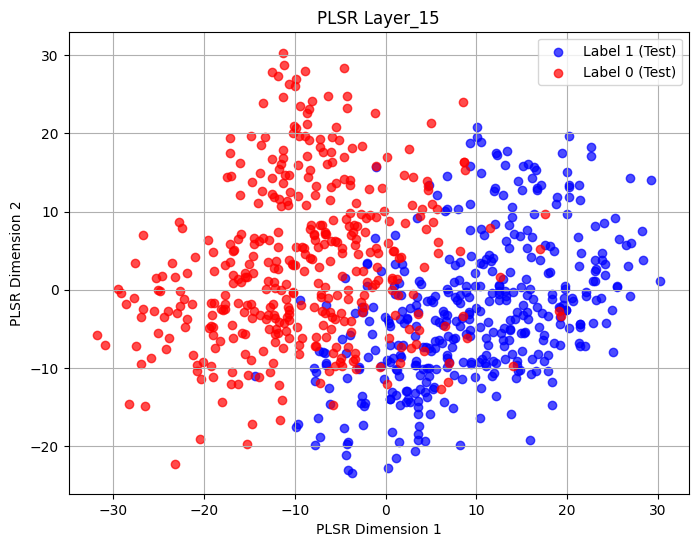 PLSR Layer_15
Label 1 (Test)
Label 0 (Test)
PLSR Dimension 2
30
20
10
0
−10
−20
−30 −20 −10 0 10 20 30
PLSR Dimension 1